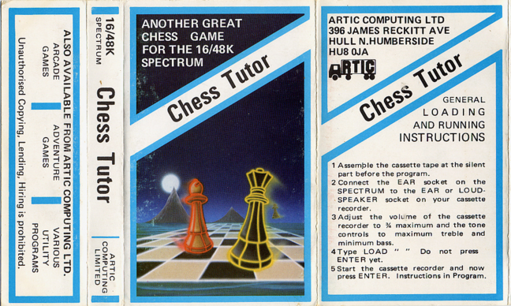 ALSO AVAILABLE FROM ARTIC COMPUTING LTD.
ARCADE
GAMES
ADVENTURE
GAMES
VARIOUS
UTILITY
PROGRAMS
Unauthorised Copying, Lending, Hiring is prohibited.
16/48K
SPECTRUM
Chess Tutor
ARTIC
COMPUTING
LIMITED
ANOTHER GREAT
CHESS GAME
FOR THE 16/48K
SPECTRUM
Chess Tutor
ARTIC COMPUTING LTD
396 JAMES RECKITT AVE
HULL N.HUMBERSIDE
HU8 0JA
ARTIC
Chess Tutor
GENERAL
LOADING
AND RUNNING
INSTRUCTIONS
1 Assemple the cassette tape at the silent
part before the program.
2 Connect the EAR socket on the
SPECTRUM to the EAR or LOUD-
SPEAKER socket on your cassette
recorder.
3 Adjust the volume of the cassette
recorder to ¾ maximum and the tone
controls to maximum treble and
minimum bass.
4 Type LOAD " " Do not press
ENTER yet.
5 Start the cassette recorder and now
press ENTER. Instructions in Program.